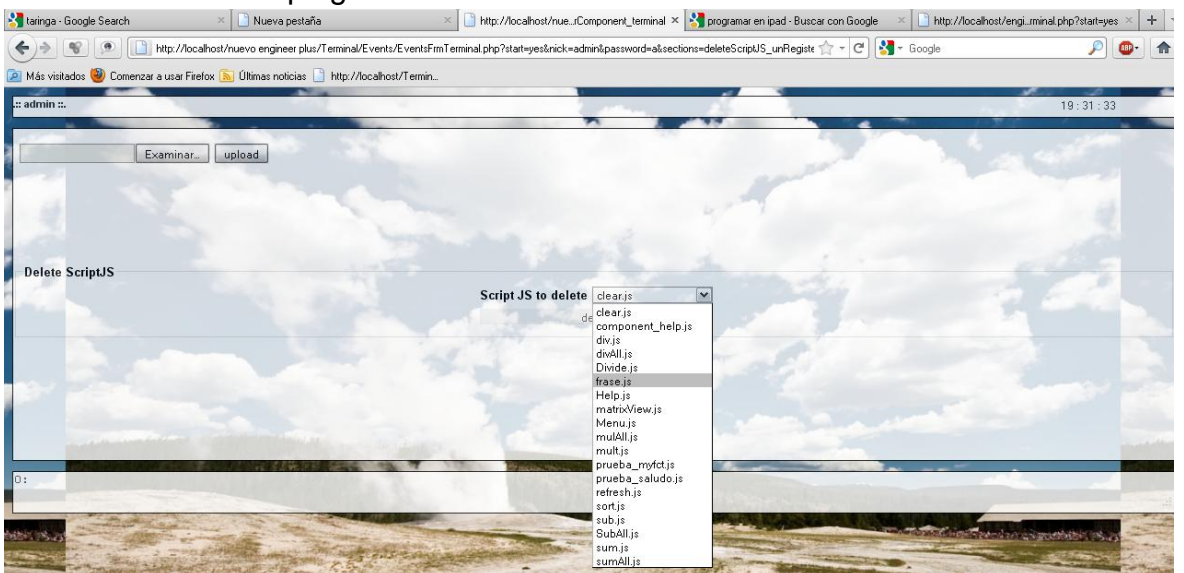 taringa - Google Search
Nueva pestaña
http://localhost/nue..rComponent_terminal
programar en ipad - Buscar con Google
http://localhost/engi..rminal.php?start=yes
http://localhost/nuevo engineer plus/Terminal/Events/EventsFrmTerminal.php?start=yes&nick=admin&password=a&sections=deleteScriptJS_unRegiste
Google
ABP
Más visitados
Comenzar a usar Firefox
Últimas noticias
http://localhost/Termin...
.:: admin ::.
19 : 31 : 33
Examinar..
upload
Delete ScriptJS
Script JS to delete
clear.js
de
clear.js
component_help.js
div.js
divAll.js
Divide.js
frase.js
Help.js
matrixView.js
Menu.js
mulAll.js
mult.js
prueba_myfct.js
prueba_saludo.js
refresh.js
sort.js
sub.js
SubAll.js
sum.js
sumAll.js
0: